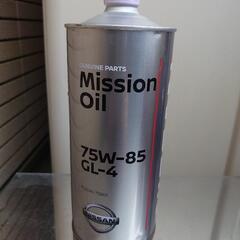 GENUINE PARTS
Mission
Oil
75W-85
GL-4
NISSAN